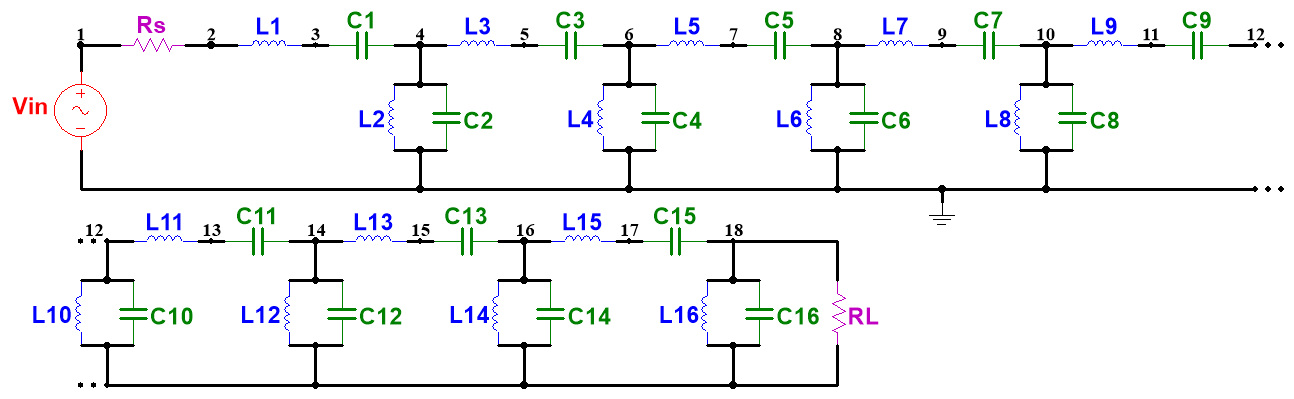 Rs L1 C1 L3 C3 L5 C5 L7 C7 L9 C9
1 2 3 4 5 6 7 8 9 10 11 12
Vin + − L2 C2 L4 C4 L6 C6 L8 C8
L11 C11 L13 C13 L15 C15
12 13 14 15 16 17 18
L10 C10 L12 C12 L14 C14 L16 C16 RL